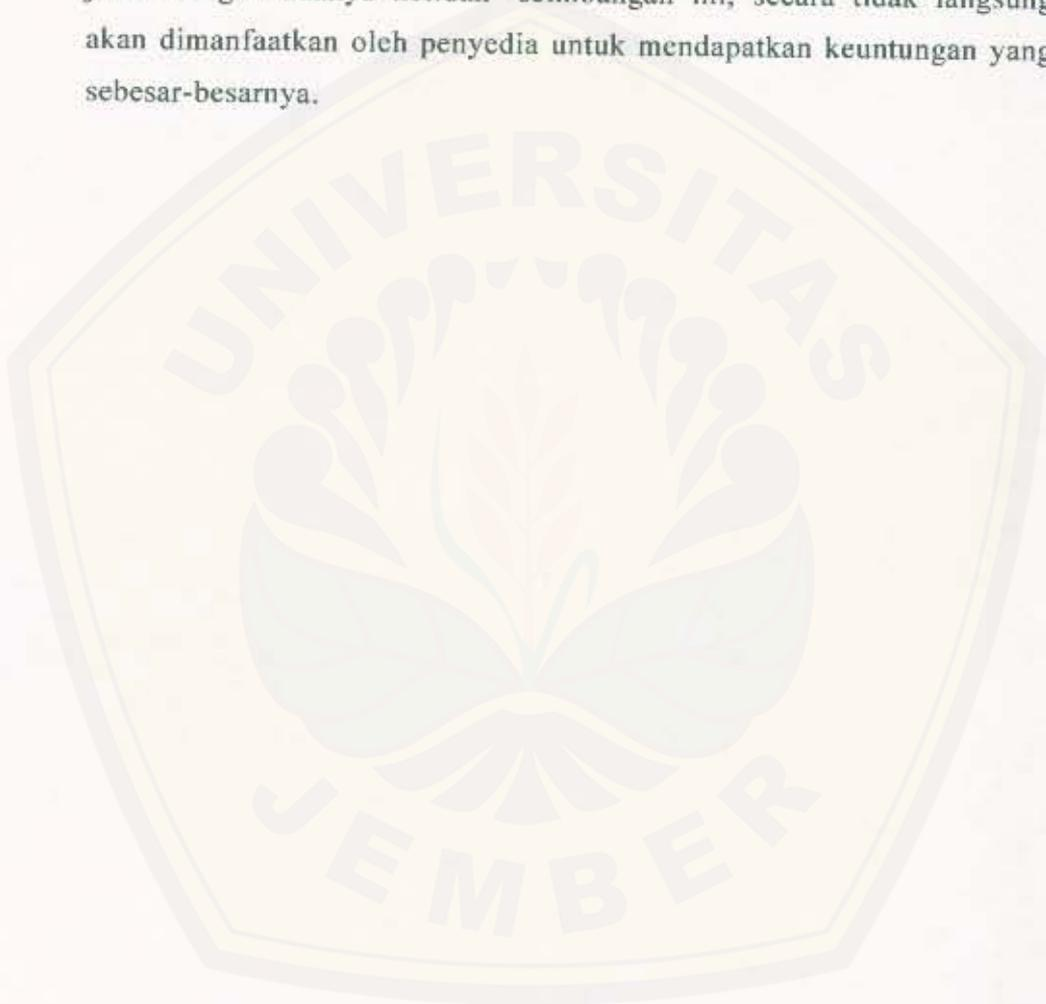 ini, secara tidak langsung
akan dimanfaatkan oleh penyedia untuk mendapatkan keuntungan yang
sebesar-besarnya.
UNIVERSITAS
JEMBER